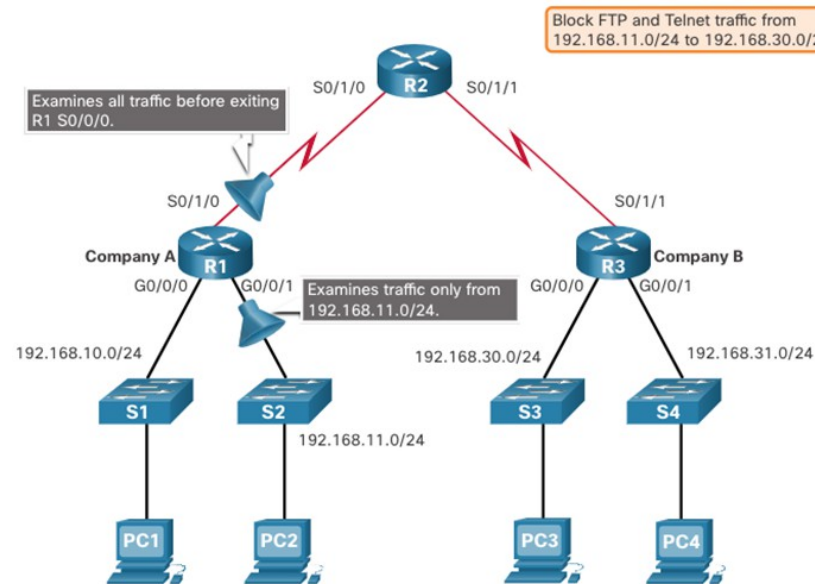 Block FTP and Telnet traffic from
192.168.11.0/24 to 192.168.30.0/2
R2
S0/1/0
S0/1/1
Examines all traffic before exiting
R1 S0/0/0.
S0/1/0
S0/1/1
Company A
R1
R3
Company B
G0/0/0
G0/0/1
G0/0/0
G0/0/1
Examines traffic only from
192.168.11.0/24.
192.168.10.0/24
192.168.30.0/24
192.168.31.0/24
S1
S2
S3
S4
192.168.11.0/24
PC1
PC2
PC3
PC4